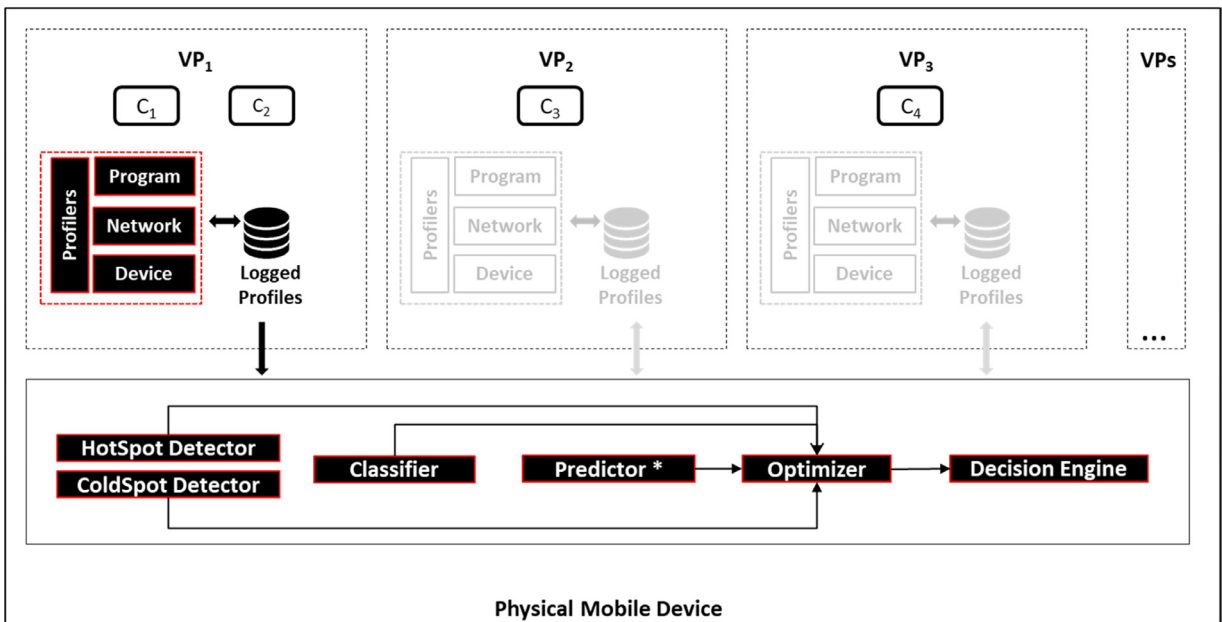 VP1
C1 C2
Profilers
Program
Network
Device
Logged
Profiles
VP2
C3
Profilers
Program
Network
Device
Logged
Profiles
VP3
C4
Profilers
Program
Network
Device
Logged
Profiles
VPs
...
HotSpot Detector
ColdSpot Detector
Classifier
Predictor *
Optimizer
Decision Engine
Physical Mobile Device